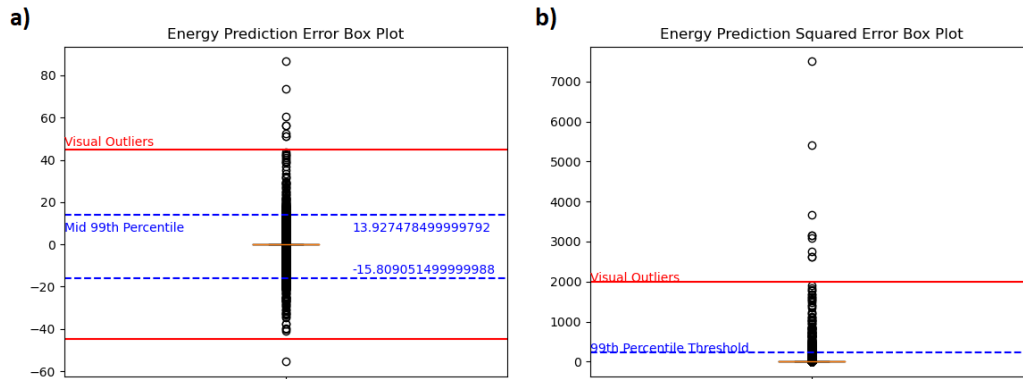 a)
Energy Prediction Error Box Plot
80
60
Visual Outliers
40
20
Mid 99th Percentile
13.927478499999792
0
-15.809051499999988
−20
−40
−60
b)
Energy Prediction Squared Error Box Plot
7000
6000
5000
4000
3000
Visual Outliers
2000
1000
99th Percentile Threshold
0